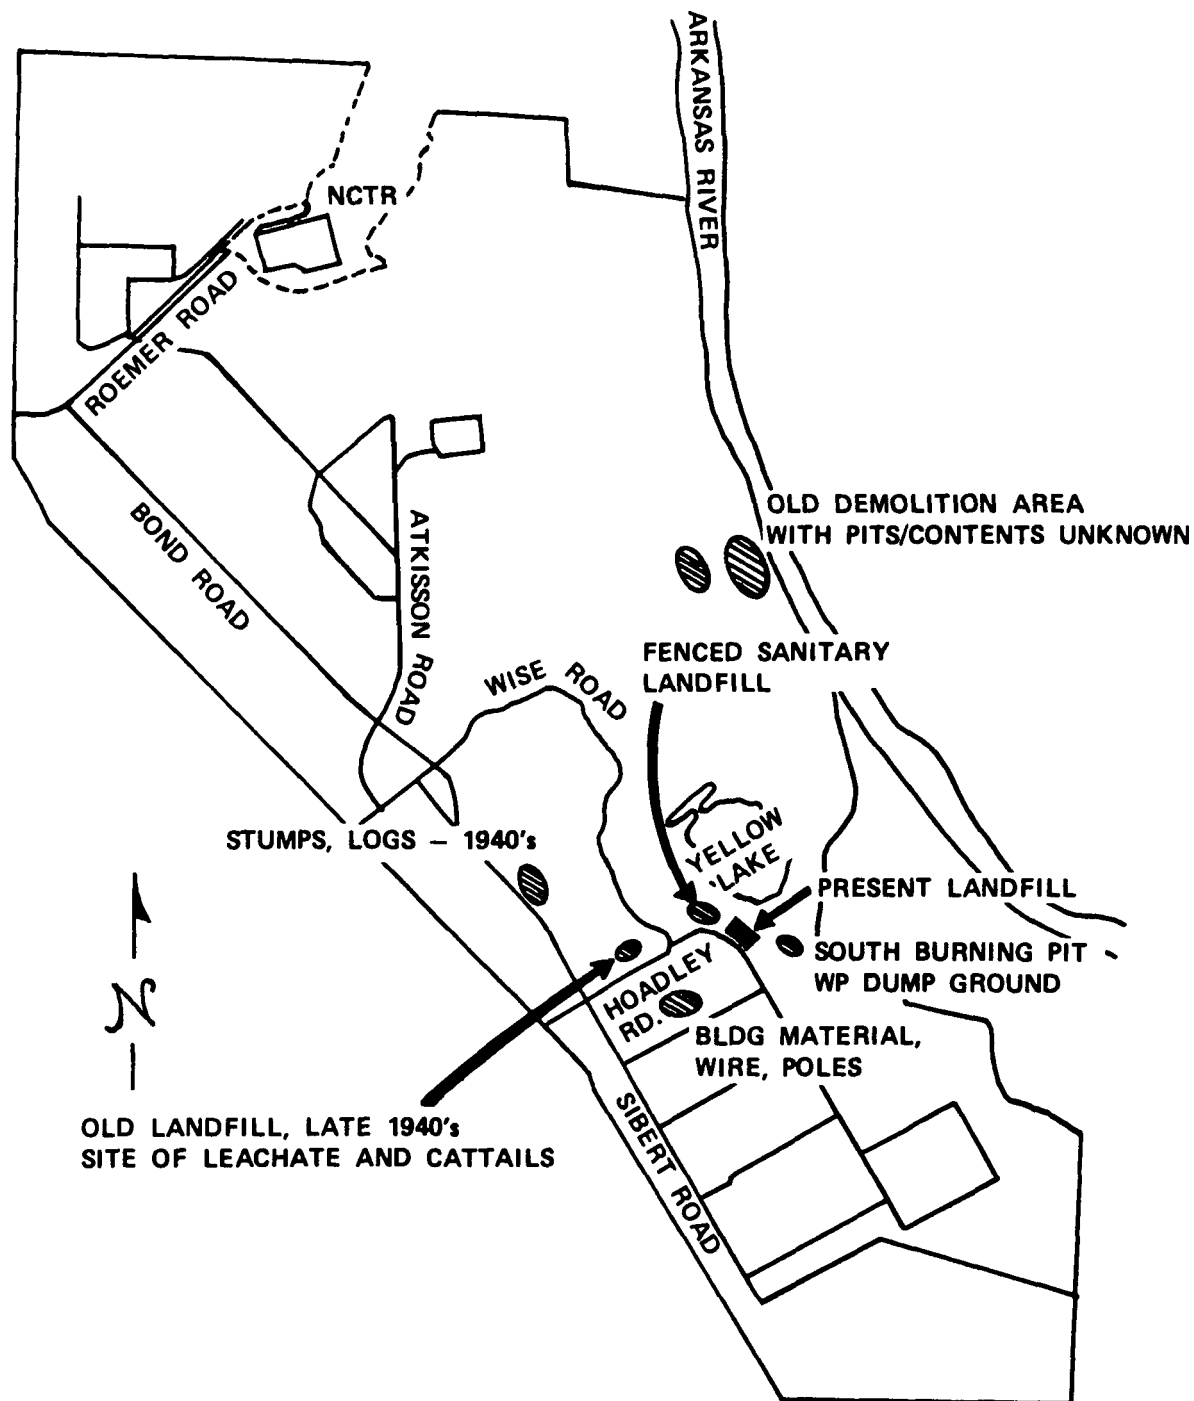 ARKANSAS RIVER
NCTR
ROEMER ROAD
BOND ROAD
ATKISSON ROAD
OLD DEMOLITION AREA
WITH PITS/CONTENTS UNKNOWN
FENCED SANITARY
LANDFILL
WISE ROAD
STUMPS, LOGS – 1940's
YELLOW
LAKE
PRESENT LANDFILL
SOUTH BURNING PIT
WP DUMP GROUND
HOADLEY
RD.
BLDG MATERIAL,
WIRE, POLES
N
OLD LANDFILL, LATE 1940's
SITE OF LEACHATE AND CATTAILS
SIBERT ROAD